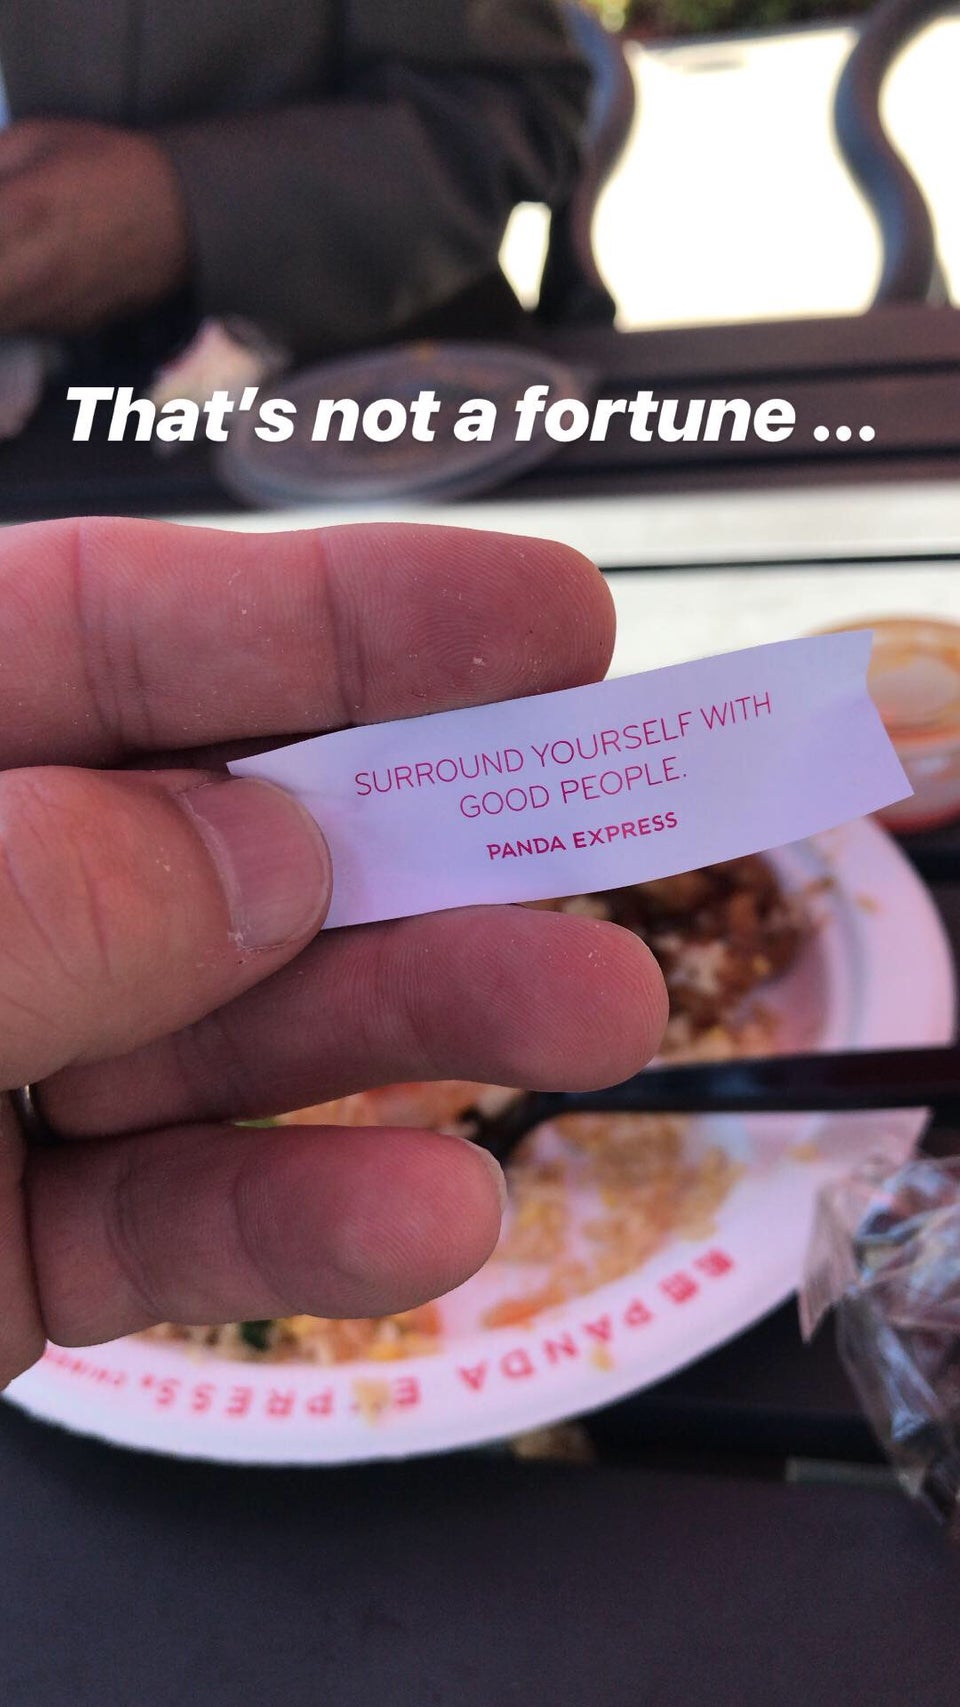 That's not a fortune ...
SURROUND YOURSELF WITH
GOOD PEOPLE.
PANDA EXPRESS
PANDA EXPRESS